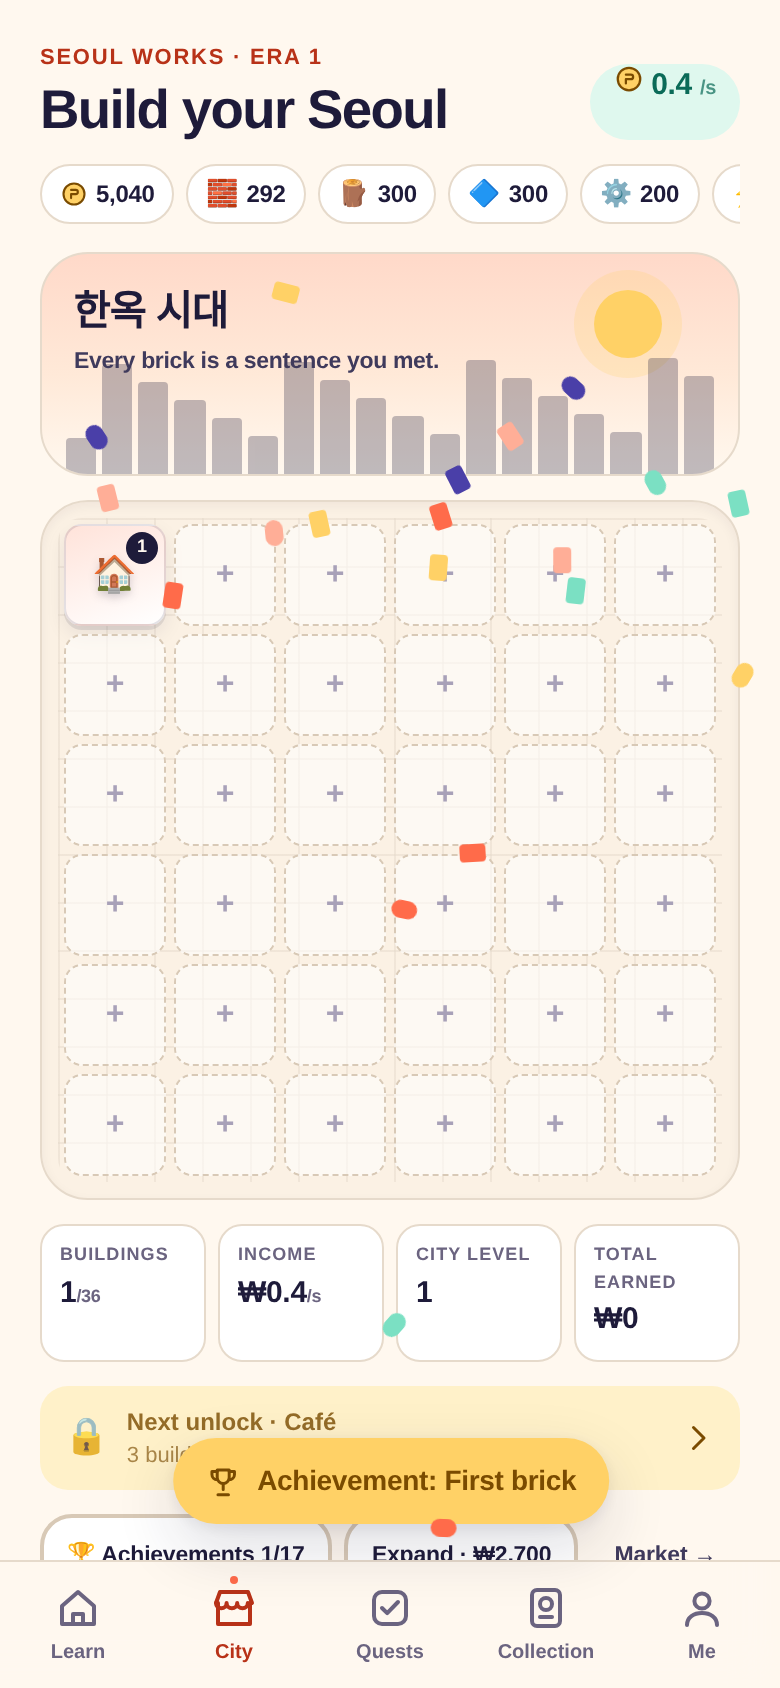 SEOUL WORKS · ERA 1
Build your Seoul
0.4 /s
5,040
292
300
300
200
한옥 시대
Every brick is a sentence you met.
1
BUILDINGS
1/36
INCOME
₩0.4/s
CITY LEVEL
1
TOTAL EARNED
₩0
Next unlock · Café
3
Achievement: First brick
Achievements 1/17
Expand · ₩2,700
Market →
Learn
City
Quests
Collection
Me